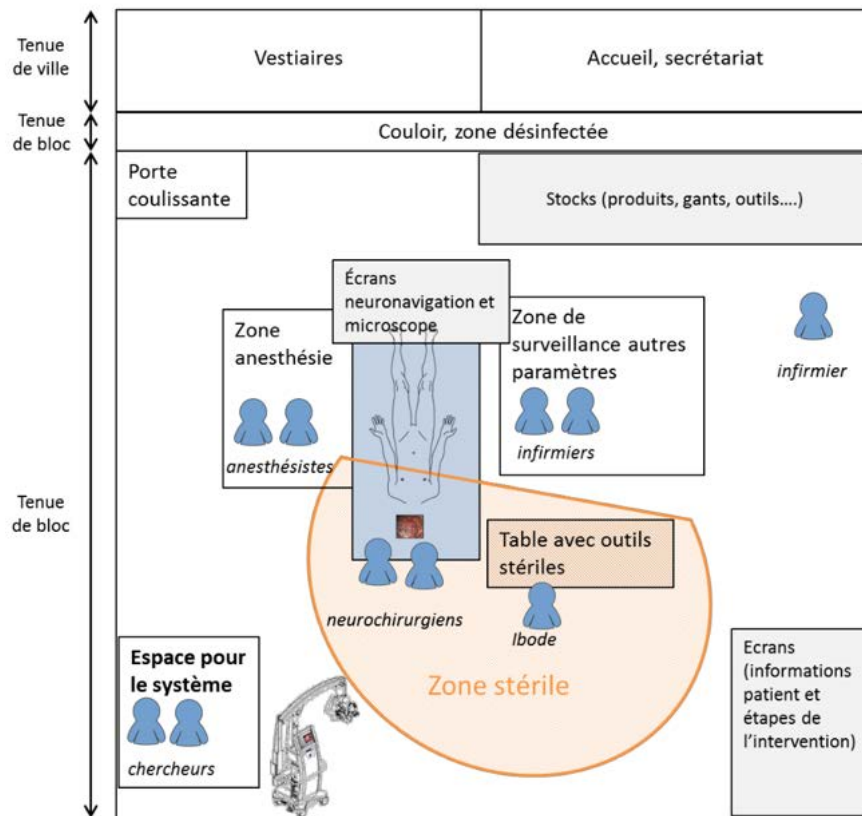 Tenue
de ville
Vestiaires
Accueil, secrétariat
Tenue
de bloc
Couloir, zone désinfectée
Porte
coulissante
Stocks (produits, gants, outils....)
Écrans
neuronavigation et
microscope
Zone
anesthésie
Zone de
surveillance autres
paramètres
infirmier
anesthésistes
infirmiers
Tenue
de bloc
Table avec outils
stériles
neurochirurgiens
Ibode
Zone stérile
Espace pour
le système
chercheurs
Ecrans
(informations
patient et
étapes de
l'intervention)